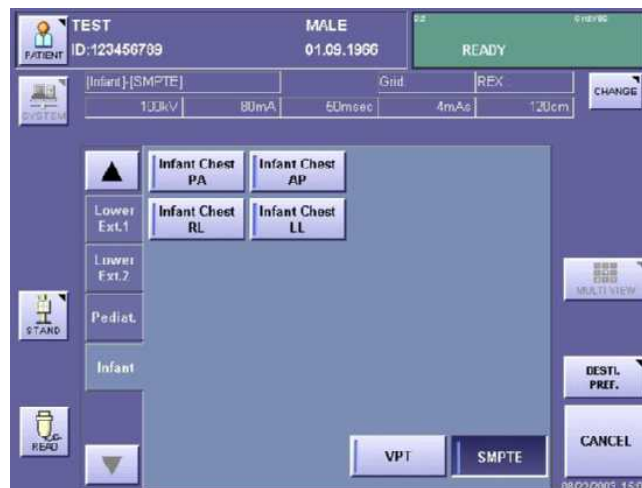 TEST
ID:123456789
MALE
01.09.1966
READY
PATIENT
[Infant]-[SMPTE]
Grid
REX
100kV
80mA
50msec
4mAs
120cm
CHANGE
SYSTEM
Infant Chest
PA
Infant Chest
AP
Lower
Ext.1
Infant Chest
RL
Infant Chest
LL
Lower
Ext.2
MULTI VIEW
STAND
Pediat.
Infant
DESTI.
PREF.
READ
VPT
SMPTE
CANCEL